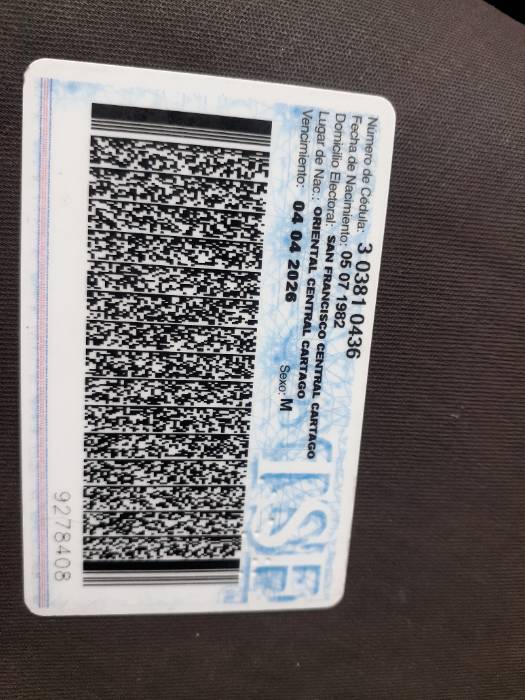 Número de Cédula: 3 0381 0436
Fecha de Nacimiento: 05 07 1982
Domicilio Electoral: SAN FRANCISCO CENTRAL CARTAGO
Lugar de Nac.: ORIENTAL CENTRAL CARTAGO
Vencimiento: 04 04 2026 Sexo: M
9278408